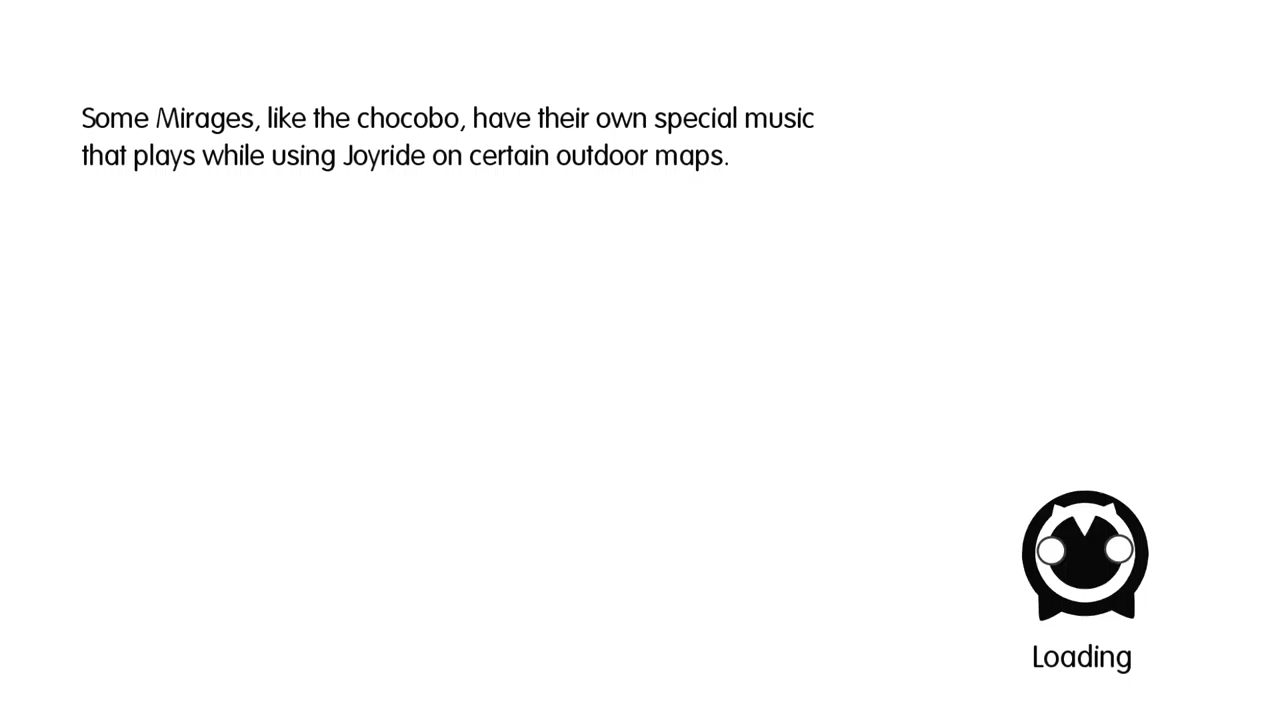 Some Mirages, like the chocobo, have their own special music
that plays while using Joyride on certain outdoor maps.
Loading